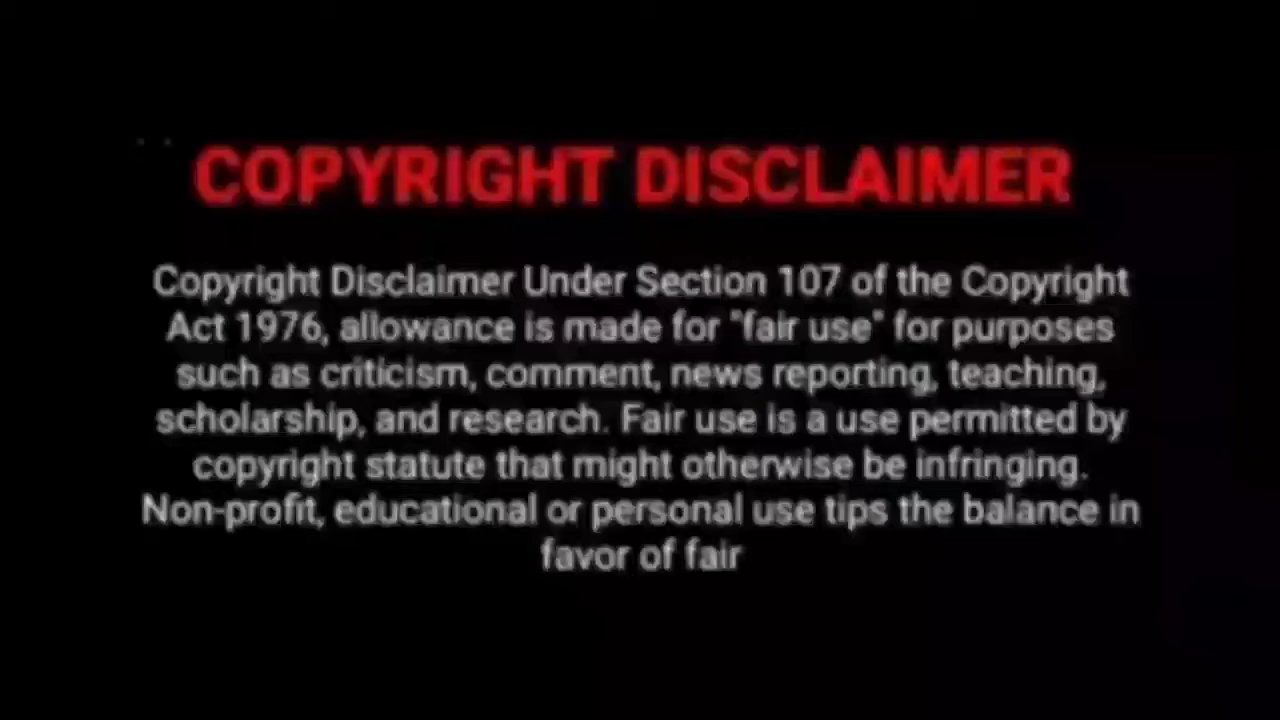 COPYRIGHT DISCLAIMER
Copyright Disclaimer Under Section 107 of the Copyright
Act 1976, allowance is made for "fair use" for purposes
such as criticism, comment, news reporting, teaching,
scholarship, and research. Fair use is a use permitted by
copyright statute that might otherwise be infringing.
Non-profit, educational or personal use tips the balance in
favor of fair